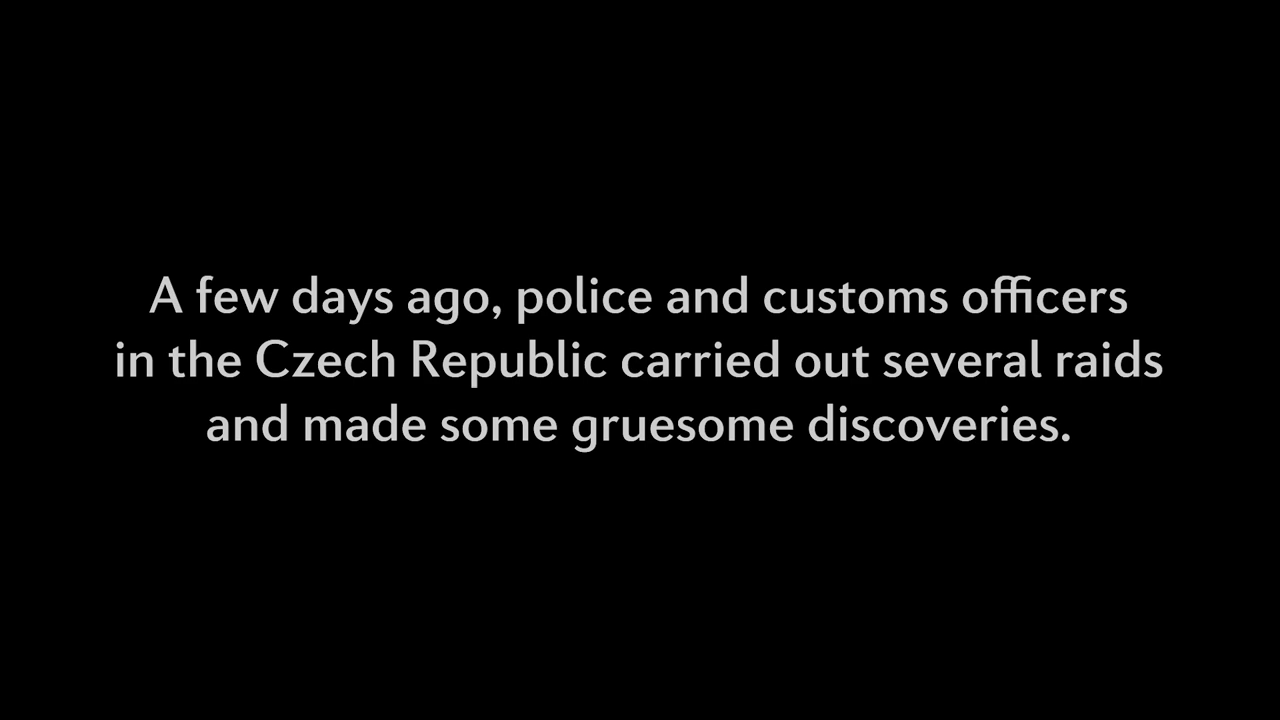 A few days ago, police and customs officers
in the Czech Republic carried out several raids
and made some gruesome discoveries.